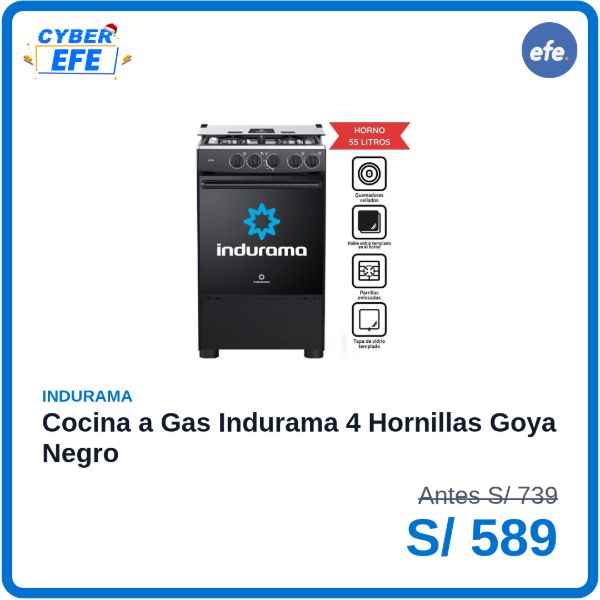 CYBER
EFE
efe.
HORNO
55 LITROS
Quemadores
sellados
Doble vidrio templado
en el horno
Parrillas
enlozadas
Tapa de vidrio
templado
indurama
indurama
INDURAMA
Cocina a Gas Indurama 4 Hornillas Goya
Negro
Antes S/ 739
S/ 589